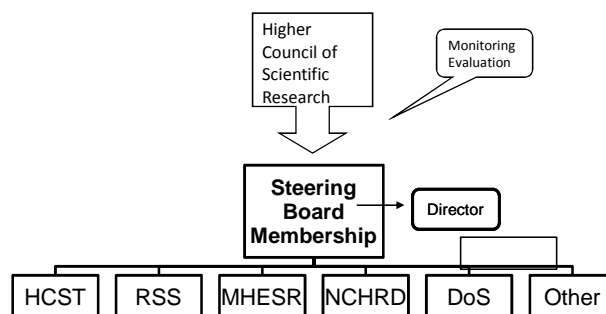 Higher
Council of
Scientific
Research
Monitoring
Evaluation
Steering
Board
Membership
Director
HCST
RSS
MHESR
NCHRD
DoS
Other